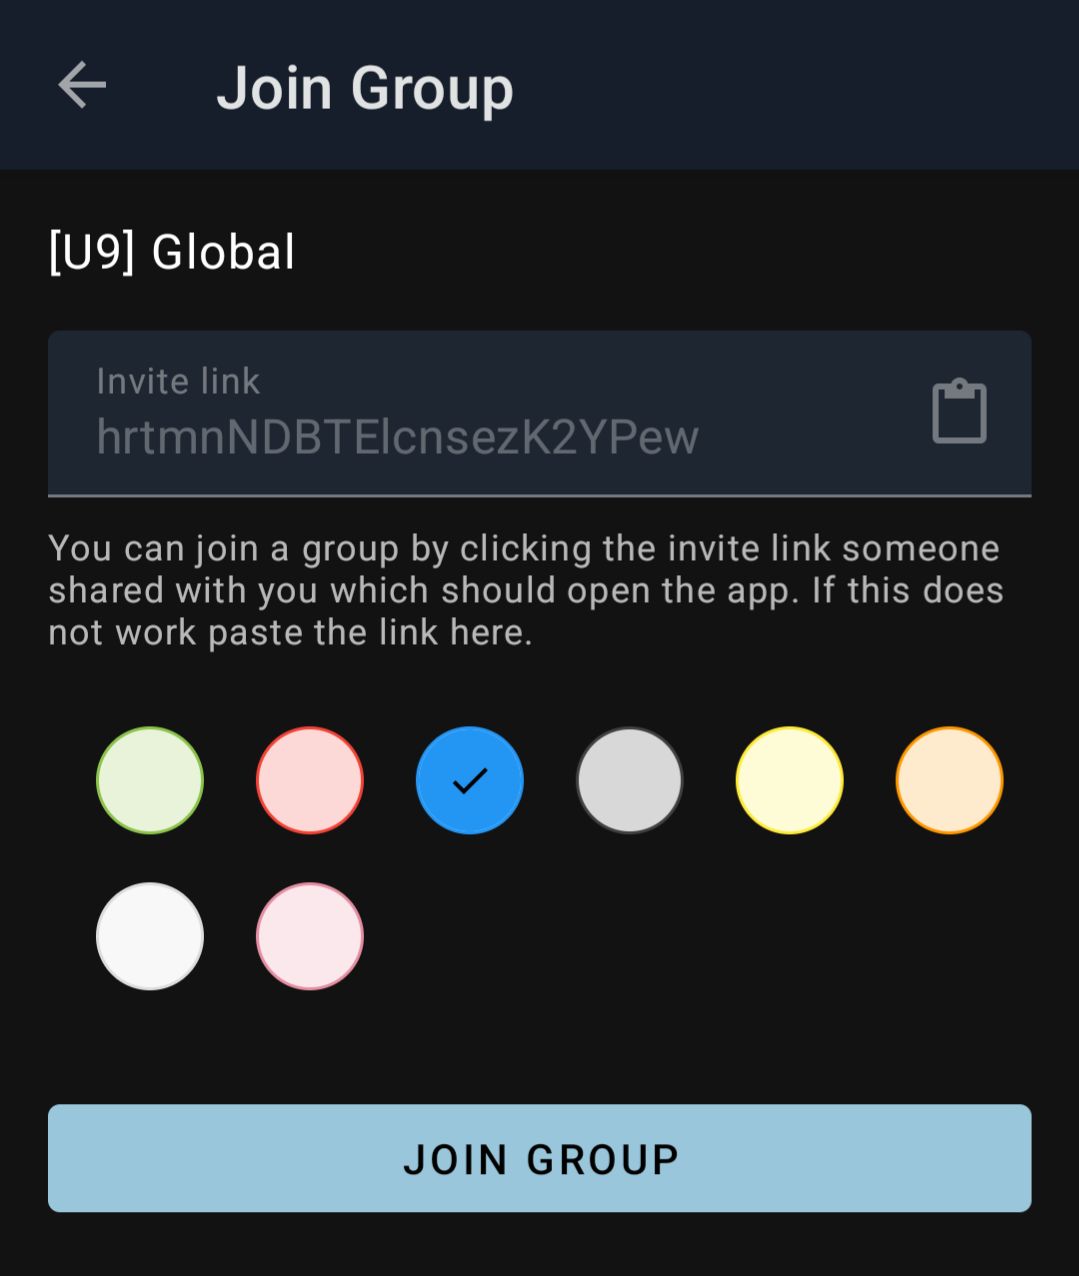 Join Group
[U9] Global
Invite link
hrtmnNDBTElcnsezK2YPew
You can join a group by clicking the invite link someone
shared with you which should open the app. If this does
not work paste the link here.
JOIN GROUP